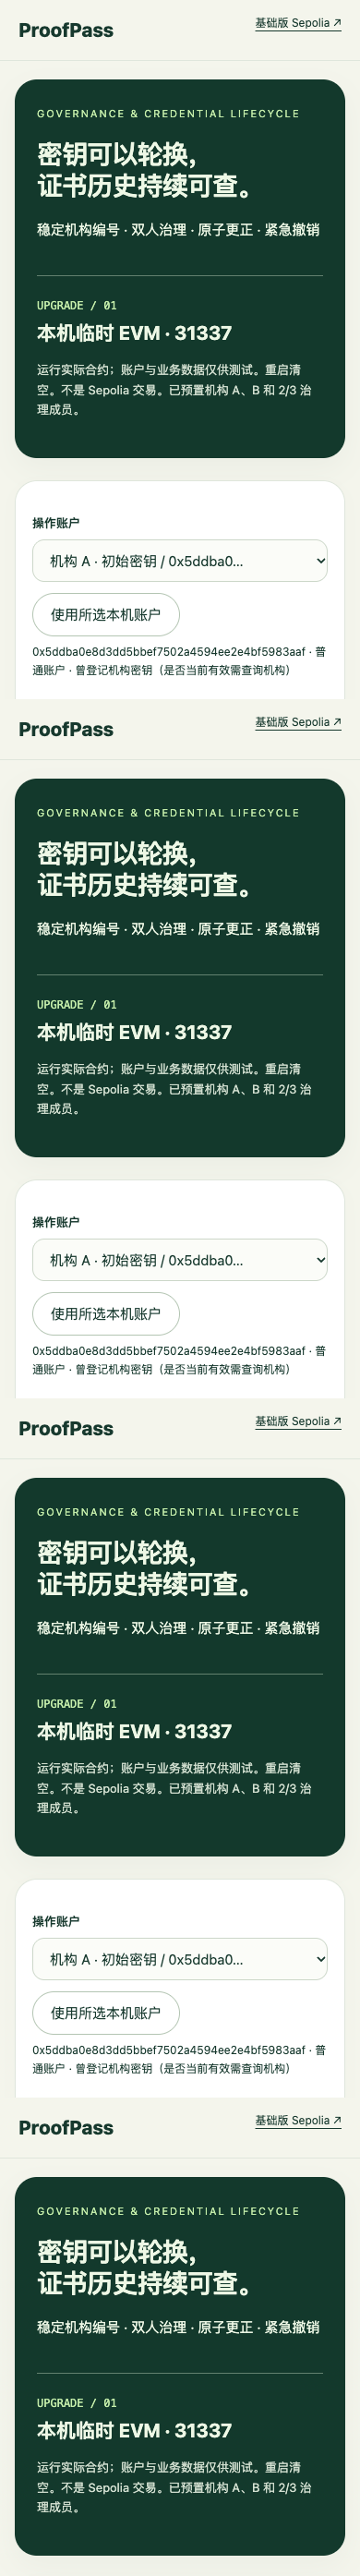 ProofPass
基础版 Sepolia ↗
GOVERNANCE & CREDENTIAL LIFECYCLE
密钥可以轮换，
证书历史持续可查。
稳定机构编号 · 双人治理 · 原子更正 · 紧急撤销
UPGRADE / 01
本机临时 EVM · 31337
运行实际合约；账户与业务数据仅供测试。重启清
空。不是 Sepolia 交易。已预置机构 A、B 和 2/3 治
理成员。
操作账户
机构 A · 初始密钥 / 0x5ddba0...
使用所选本机账户
0x5ddba0e8d3dd5bbef7502a4594ee2e4bf5983aaf · 普
通账户 · 曾登记机构密钥（是否当前有效需查询机构）
ProofPass
基础版 Sepolia ↗
GOVERNANCE & CREDENTIAL LIFECYCLE
密钥可以轮换，
证书历史持续可查。
稳定机构编号 · 双人治理 · 原子更正 · 紧急撤销
UPGRADE / 01
本机临时 EVM · 31337
运行实际合约；账户与业务数据仅供测试。重启清
空。不是 Sepolia 交易。已预置机构 A、B 和 2/3 治
理成员。
操作账户
机构 A · 初始密钥 / 0x5ddba0...
使用所选本机账户
0x5ddba0e8d3dd5bbef7502a4594ee2e4bf5983aaf · 普
通账户 · 曾登记机构密钥（是否当前有效需查询机构）
ProofPass
基础版 Sepolia ↗
GOVERNANCE & CREDENTIAL LIFECYCLE
密钥可以轮换，
证书历史持续可查。
稳定机构编号 · 双人治理 · 原子更正 · 紧急撤销
UPGRADE / 01
本机临时 EVM · 31337
运行实际合约；账户与业务数据仅供测试。重启清
空。不是 Sepolia 交易。已预置机构 A、B 和 2/3 治
理成员。
操作账户
机构 A · 初始密钥 / 0x5ddba0...
使用所选本机账户
0x5ddba0e8d3dd5bbef7502a4594ee2e4bf5983aaf · 普
通账户 · 曾登记机构密钥（是否当前有效需查询机构）
ProofPass
基础版 Sepolia ↗
GOVERNANCE & CREDENTIAL LIFECYCLE
密钥可以轮换，
证书历史持续可查。
稳定机构编号 · 双人治理 · 原子更正 · 紧急撤销
UPGRADE / 01
本机临时 EVM · 31337
运行实际合约；账户与业务数据仅供测试。重启清
空。不是 Sepolia 交易。已预置机构 A、B 和 2/3 治
理成员。